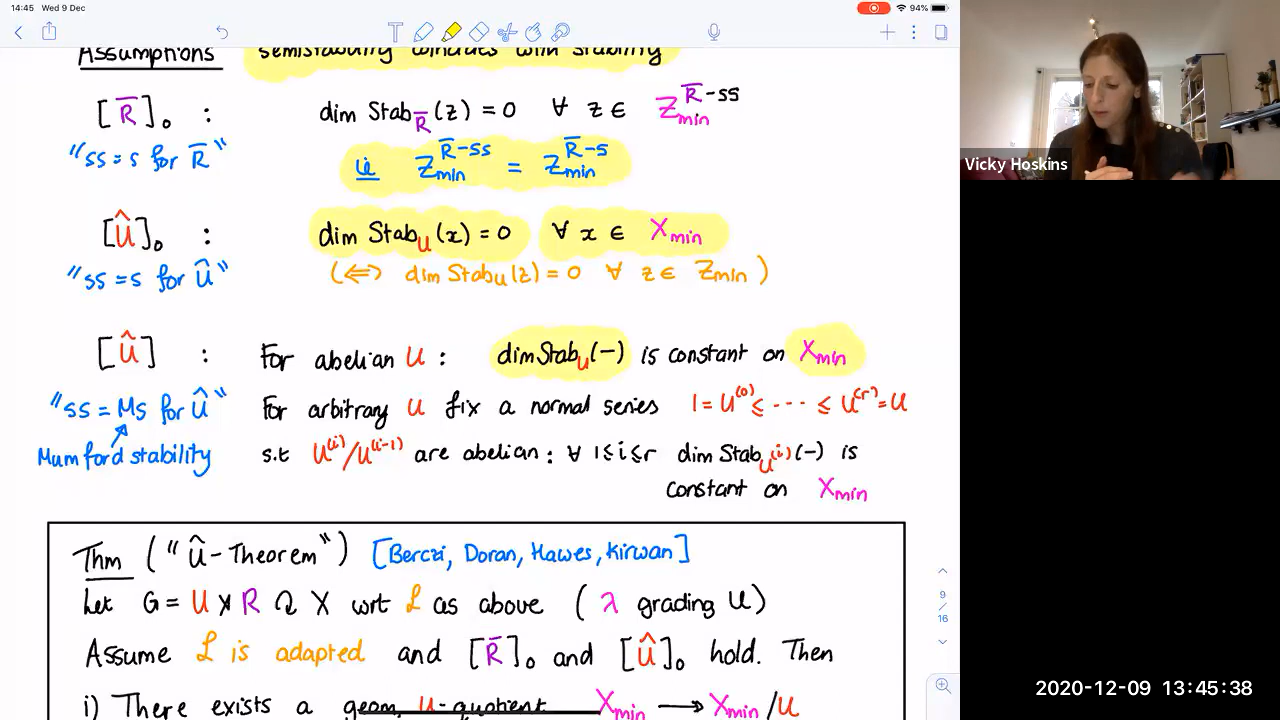 14:45 Wed 9 Dec
94%
Assumptions semistability coincides with stability
[R̅]₀ : dim Stab_R̅(z) = 0 ∀ z ∈ Z_min^{R̅-ss}
"ss = s for R̅" ie Z_min^{R̅-ss} = Z_min^{R̅-s}
[Û]₀ : dim Stab_U(x) = 0 ∀ x ∈ X_min
"ss = s for Û" (⇔ dim Stab_U(z) = 0 ∀ z ∈ Z_min)
[Û] : For abelian U : dim Stab_U(−) is constant on X_min
"ss = Ms for Û" For arbitrary U fix a normal series 1 = U^(0) ≤ ··· ≤ U^(r) = U
Mumford stability s.t U^(i)/U^(i-1) are abelian : ∀ 1≤i≤r dim Stab_{U^(i)}(−) is
constant on X_min
Thm ("Û-Theorem") [Berczi, Doran, Hawes, Kirwan]
Let G = U ⋊ R ↷ X wrt ℒ as above (λ grading U)
Assume ℒ is adapted and [R̅]₀ and [Û]₀ hold. Then
i) There exists a geom. U-quotient X_min → X_min/U
9
/
16
Vicky Hoskins
2020-12-09 13:45:38